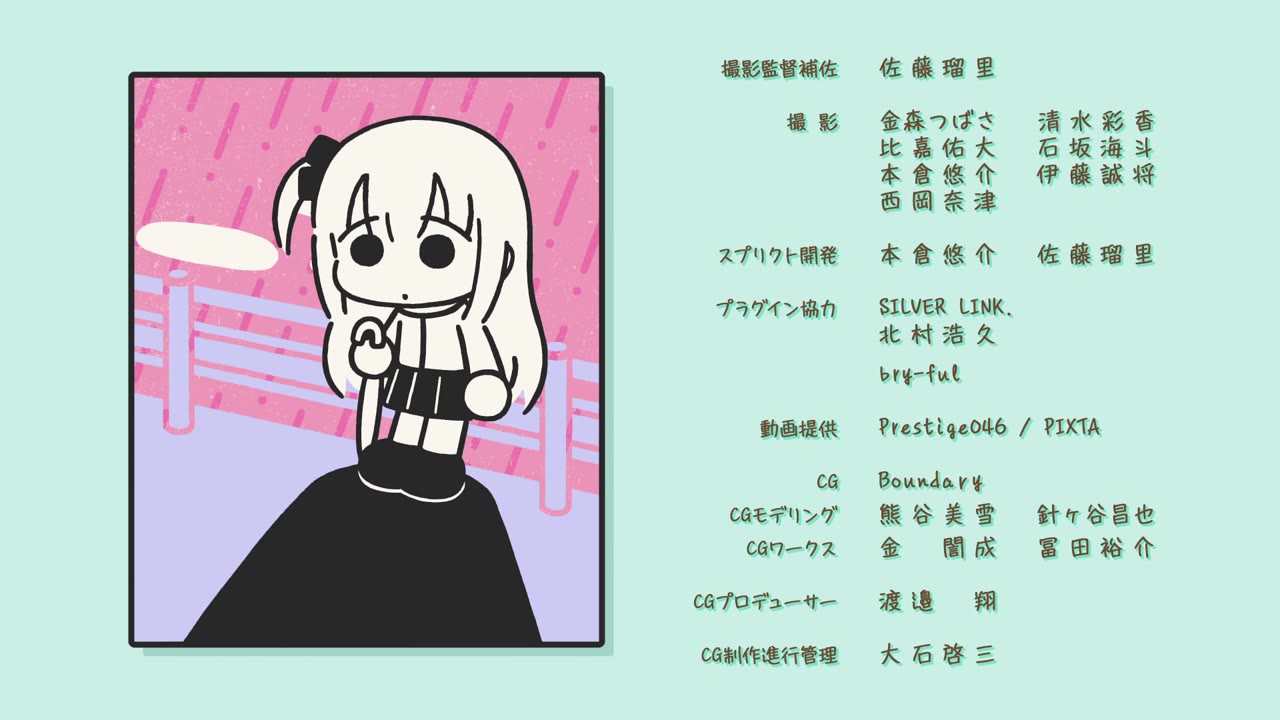 撮影監督補佐 佐藤瑠里
撮影 金森つばさ 清水彩香
比嘉佑大 石坂海斗
本倉悠介 伊藤誠将
西岡奈津
スプリクト開発 本倉悠介 佐藤瑠里
プラグイン協力 SILVER LINK.
北村浩久
bry-ful
動画提供 Prestige046 / PIXTA
CG Boundary
CGモデリング 熊谷美雪 針ヶ谷昌也
CGワークス 金 誾成 冨田裕介
CGプロデューサー 渡邉 翔
CG制作進行管理 大石啓三